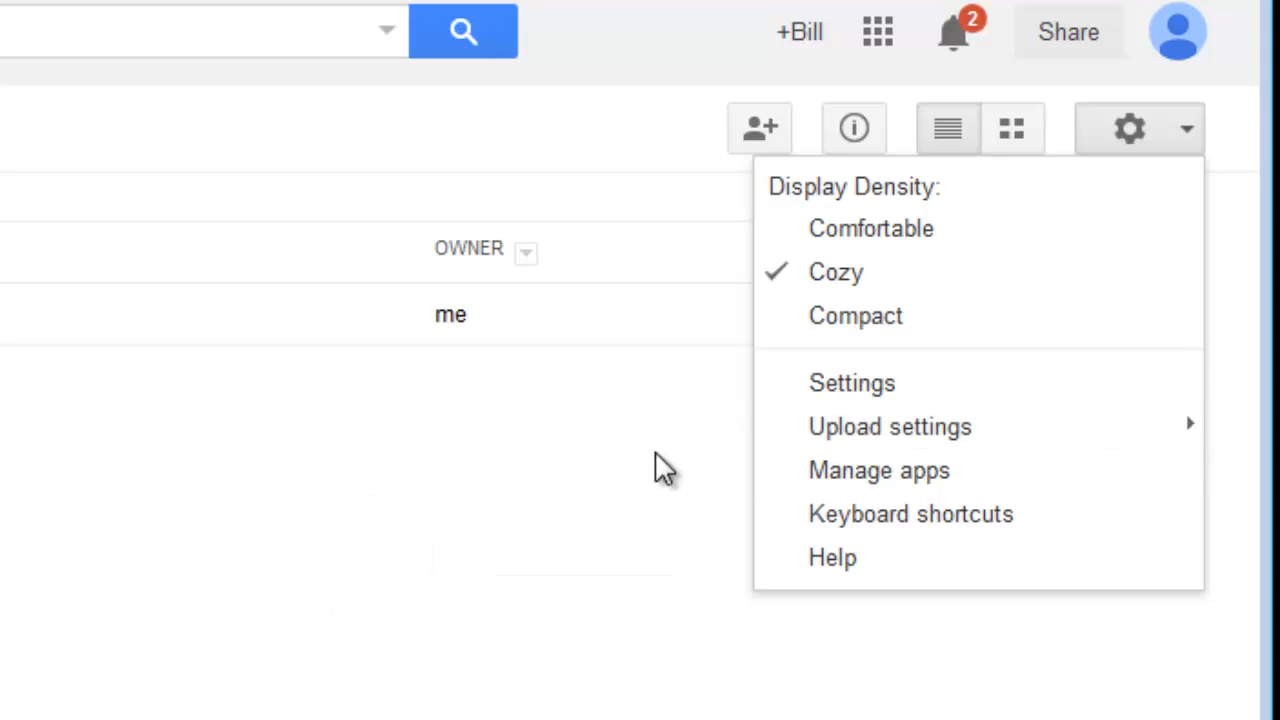 +Bill
2
Share
Display Density:
Comfortable
Cozy
Compact
OWNER
me
Settings
Upload settings
Manage apps
Keyboard shortcuts
Help